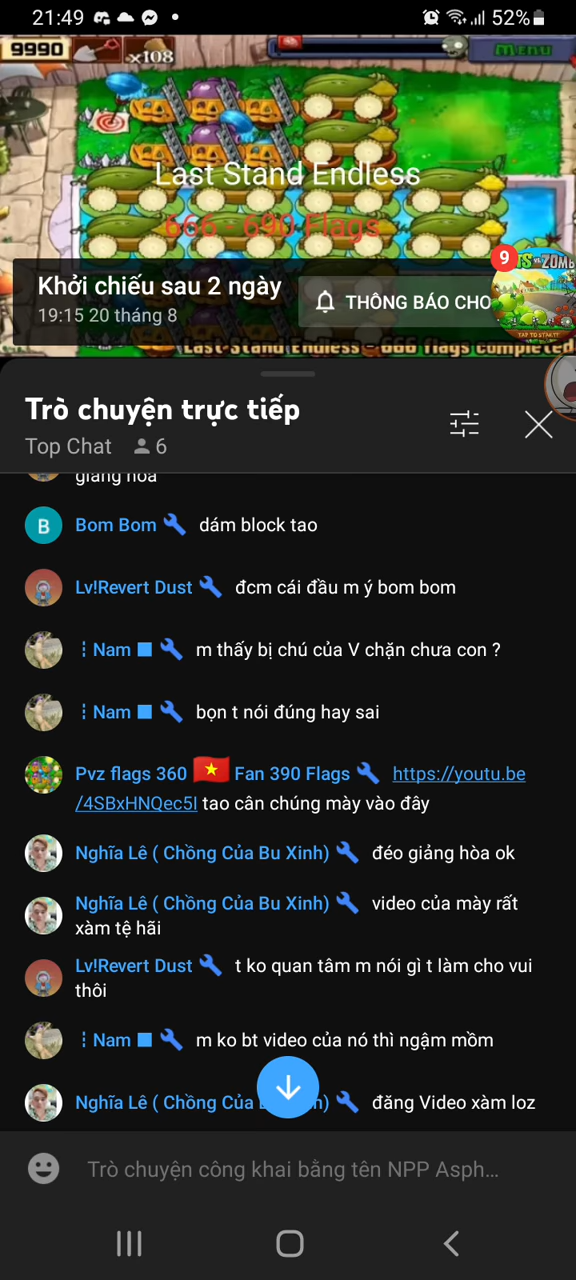 21:49
52%
9990
x108
MENU
Last Stand Endless
666 - 690 Flags
Khởi chiếu sau 2 ngày
19:15 20 tháng 8
THÔNG BÁO CHO
9
ZOMB
TAP TO START!
Last Stand Endless - 666 flags completed
Trò chuyện trực tiếp
Top Chat 6
giảng hòa
B Bom Bom dám block tao
Lv!Revert Dust đcm cái đầu m ý bom bom
Nam m thấy bị chú của V chặn chưa con ?
Nam bọn t nói đúng hay sai
Pvz flags 360 Fan 390 Flags https://youtu.be
/4SBxHNQec5I tao cân chúng mày vào đây
Nghĩa Lê ( Chồng Của Bu Xinh) đéo giảng hòa ok
Nghĩa Lê ( Chồng Của Bu Xinh) video của mày rất
xàm tệ hãi
Lv!Revert Dust t ko quan tâm m nói gì t làm cho vui
thôi
Nam m ko bt video của nó thì ngậm mồm
Nghĩa Lê ( Chồng Của h) đăng Video xàm loz
Trò chuyện công khai bằng tên NPP Asph...